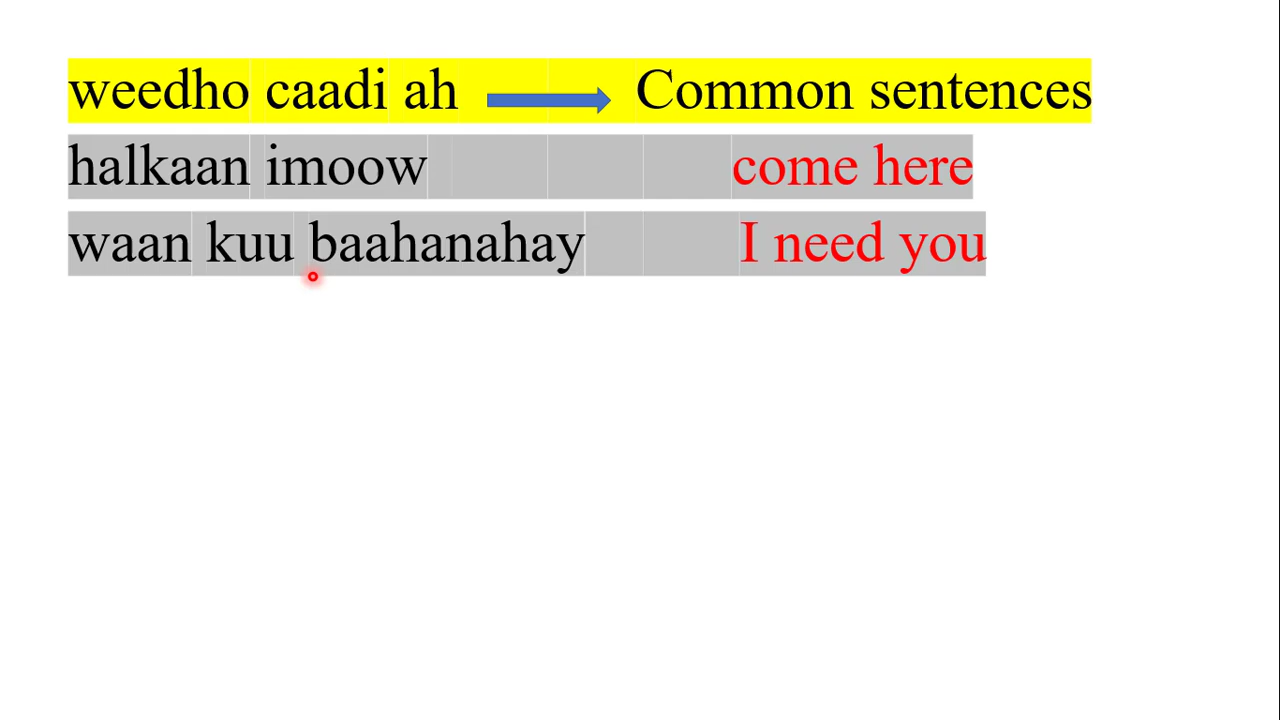 weedho caadi ah Common sentences
halkaan imoow come here
waan kuu baahanahay I need you